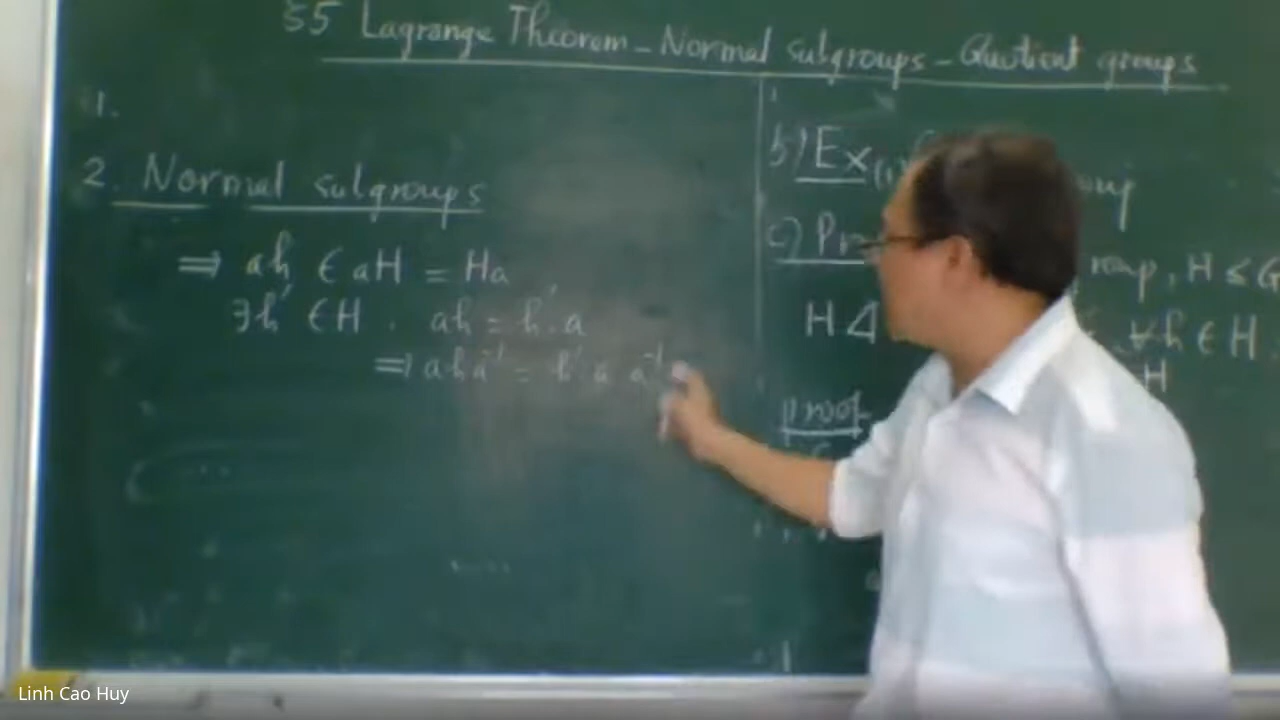 §5 Lagrange Theorem - Normal subgroups - Quotient groups
1.
2. Normal subgroups
⇒ ah ∈ aH = Ha
∃h' ∈ H . ah = h'.a
⇒ aha⁻¹ = h'a a⁻¹
b) Ex
c) Pr , H ≤ G
H ⊲ ∀h ∈ H
H
proof
Linh Cao Huy